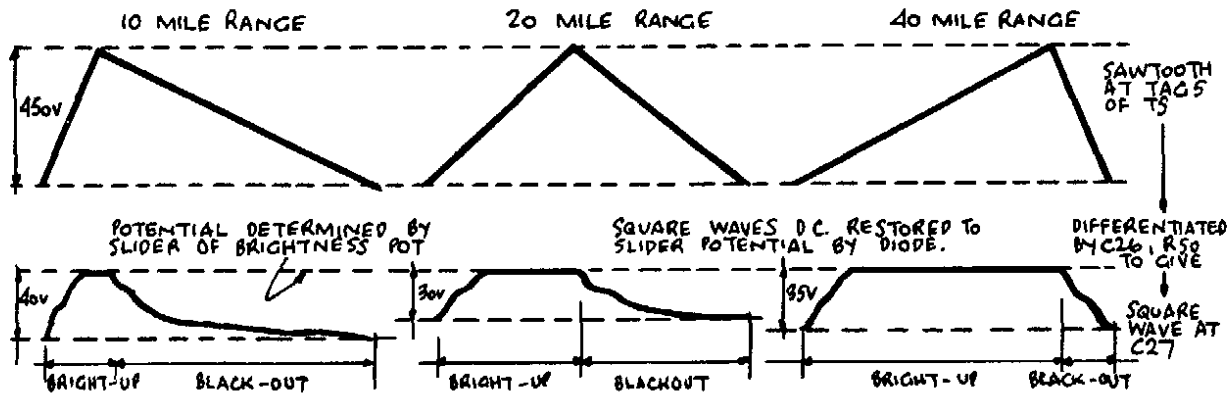 10 MILE RANGE
20 MILE RANGE
40 MILE RANGE
450V
SAWTOOTH
AT TAG 5
OF T5
POTENTIAL DETERMINED BY
SLIDER OF BRIGHTNESS POT
SQUARE WAVES D.C. RESTORED TO
SLIDER POTENTIAL BY DIODE.
DIFFERENTIATED
BY C26, R50
TO GIVE
40V
30V
35V
SQUARE
WAVE AT
C27
BRIGHT-UP
BLACK-OUT
BRIGHT-UP
BLACKOUT
BRIGHT-UP
BLACK-OUT